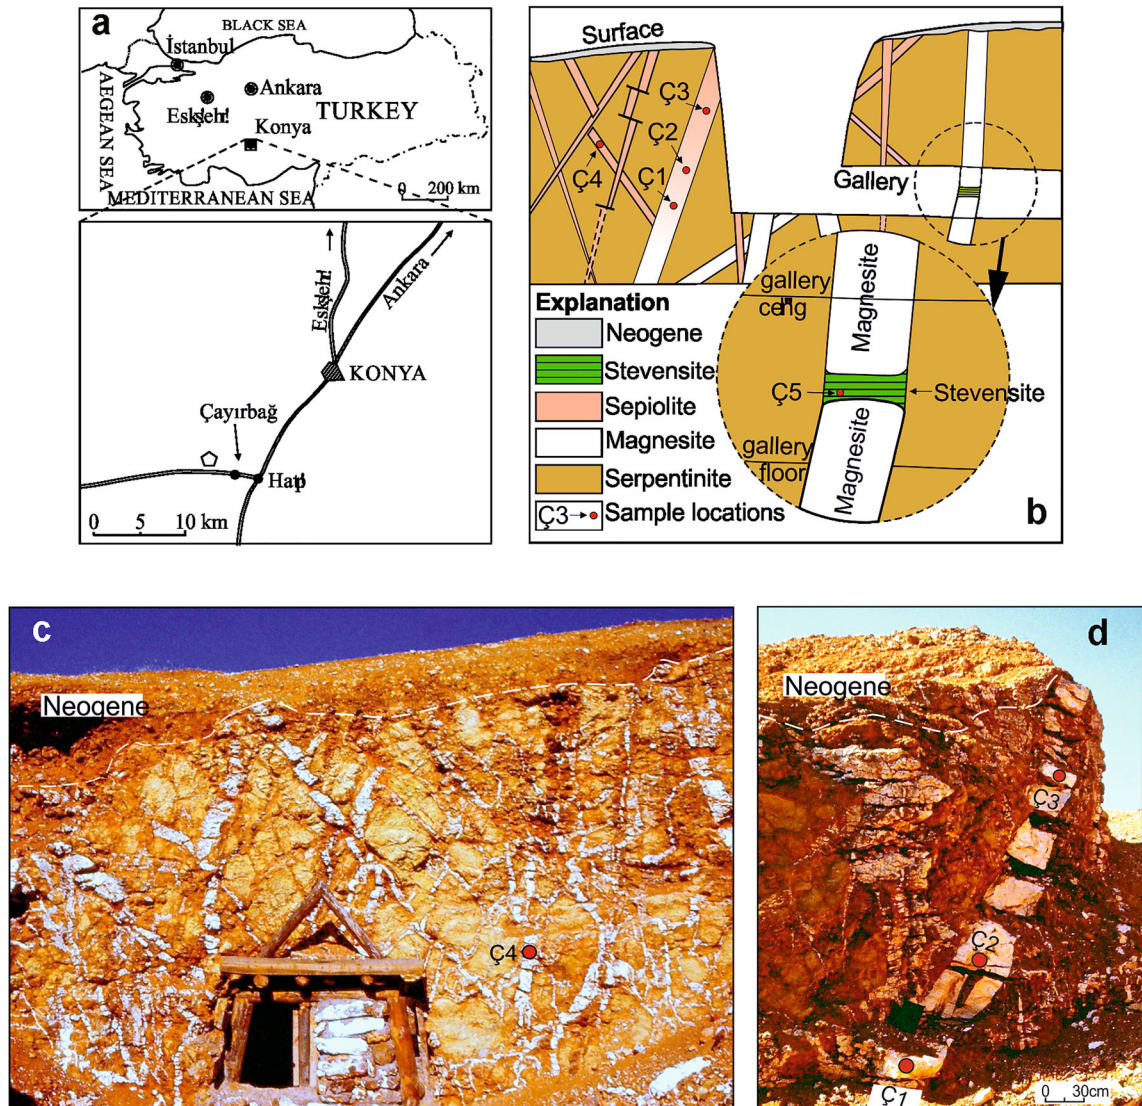 a
BLACK SEA
İstanbul
Ankara
TURKEY
Konya
AEGEAN SEA
MEDITERRANEAN SEA
0 200 km
Ankara
KONYA
Çayırbağ
0 5 10 km
b
Surface
Ç3
Ç2
Ç4
Ç1
Gallery
Explanation
Neogene
Stevensite
Sepiolite
Magnesite
Serpentinite
Ç3
Sample locations
gallery
Magnesite
Ç5
Stevensite
Magnesite
gallery
floor
c
Neogene
Ç4
d
Neogene
Ç3
Ç2
Ç1
0 30cm